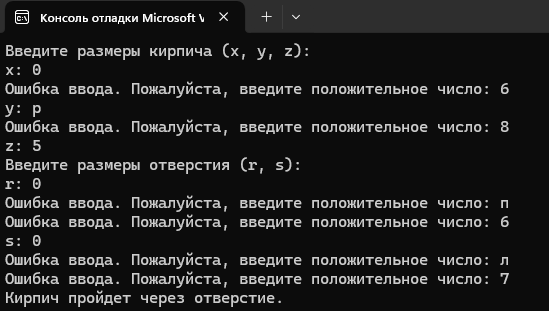 Консоль отладки Microsoft V
Введите размеры кирпича (x, y, z):
x: 0
Ошибка ввода. Пожалуйста, введите положительное число: 6
y: р
Ошибка ввода. Пожалуйста, введите положительное число: 8
z: 5
Введите размеры отверстия (r, s):
r: 0
Ошибка ввода. Пожалуйста, введите положительное число: п
Ошибка ввода. Пожалуйста, введите положительное число: 6
s: 0
Ошибка ввода. Пожалуйста, введите положительное число: л
Ошибка ввода. Пожалуйста, введите положительное число: 7
Кирпич пройдет через отверстие.